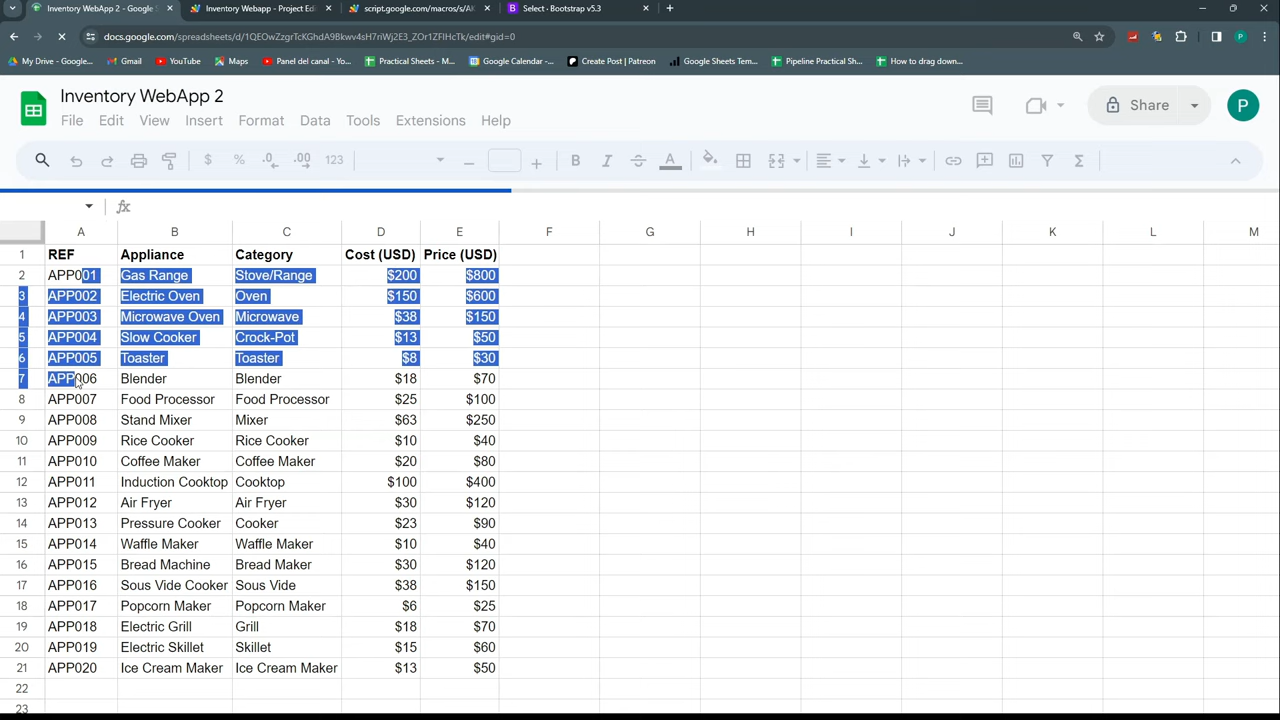 Inventory WebApp 2 - Google S
Inventory Webapp - Project Edi
script.google.com/macros/s/A
Select · Bootstrap v5.3
docs.google.com/spreadsheets/d/1QEOwZzgrTcKGhdA9Bkwv4sH7riWj2E3_ZOr1ZFlHcTk/edit#gid=0
My Drive - Google... Gmail YouTube Maps Panel del canal - Yo... Practical Sheets - M... Google Calendar -... Create Post | Patreon Google Sheets Tem... Pipeline Practical Sh... How to drag down...
Inventory WebApp 2
Share
P
File Edit View Insert Format Data Tools Extensions Help
$ % .0 .00 123 B I S A
fx
A B C D E F G H I J K L M
1 REF Appliance Category Cost (USD) Price (USD)
2 APP001 Gas Range Stove/Range $200 $800
3 APP002 Electric Oven Oven $150 $600
4 APP003 Microwave Oven Microwave $38 $150
5 APP004 Slow Cooker Crock-Pot $13 $50
6 APP005 Toaster Toaster $8 $30
7 APP006 Blender Blender $18 $70
8 APP007 Food Processor Food Processor $25 $100
9 APP008 Stand Mixer Mixer $63 $250
10 APP009 Rice Cooker Rice Cooker $10 $40
11 APP010 Coffee Maker Coffee Maker $20 $80
12 APP011 Induction Cooktop Cooktop $100 $400
13 APP012 Air Fryer Air Fryer $30 $120
14 APP013 Pressure Cooker Cooker $23 $90
15 APP014 Waffle Maker Waffle Maker $10 $40
16 APP015 Bread Machine Bread Maker $30 $120
17 APP016 Sous Vide Cooker Sous Vide $38 $150
18 APP017 Popcorn Maker Popcorn Maker $6 $25
19 APP018 Electric Grill Grill $18 $70
20 APP019 Electric Skillet Skillet $15 $60
21 APP020 Ice Cream Maker Ice Cream Maker $13 $50
22
23